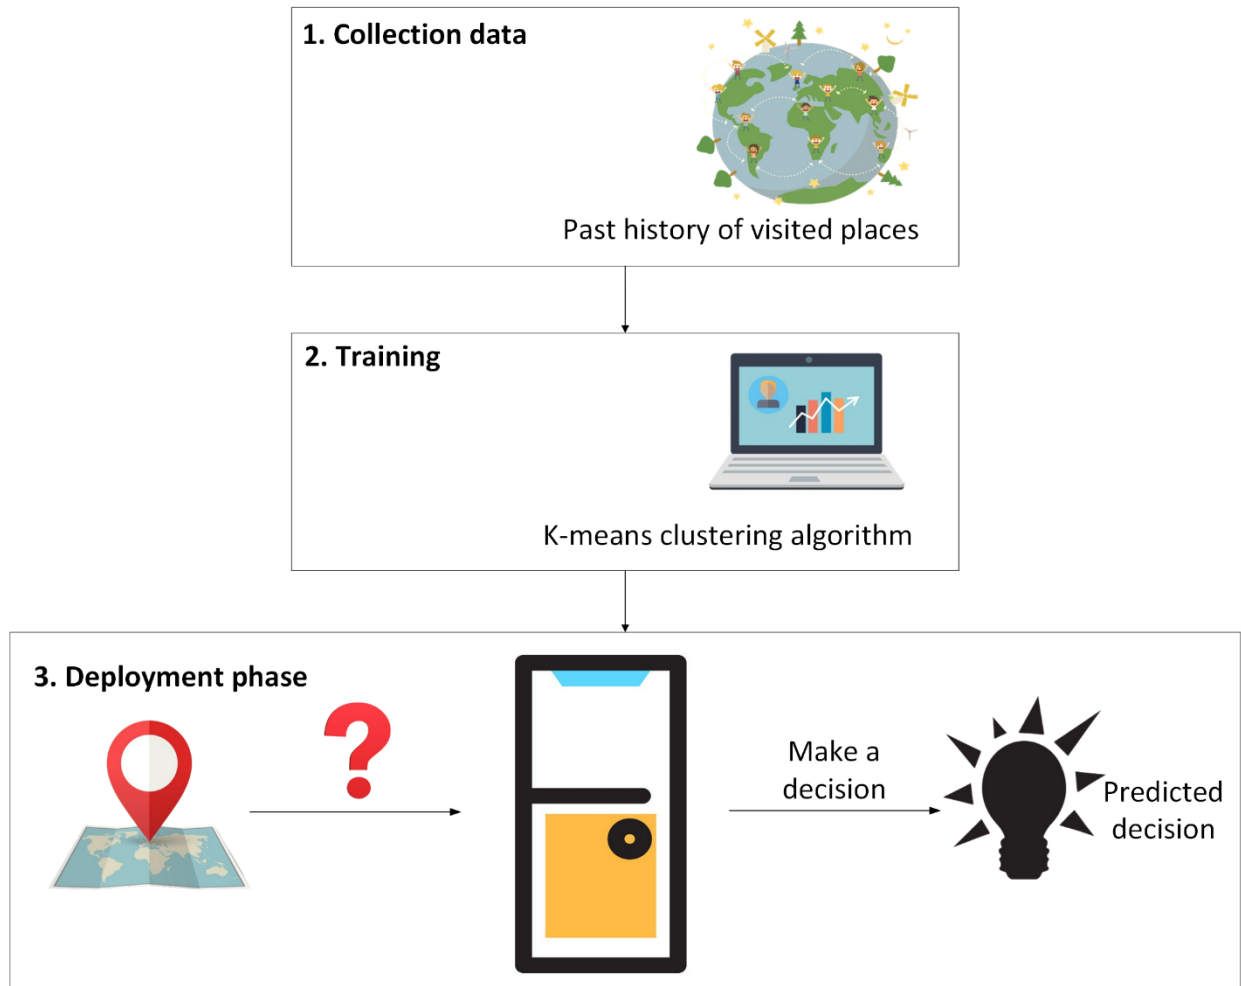 1. Collection data
Past history of visited places
2. Training
K-means clustering algorithm
3. Deployment phase
?
Make a
decision
Predicted
decision